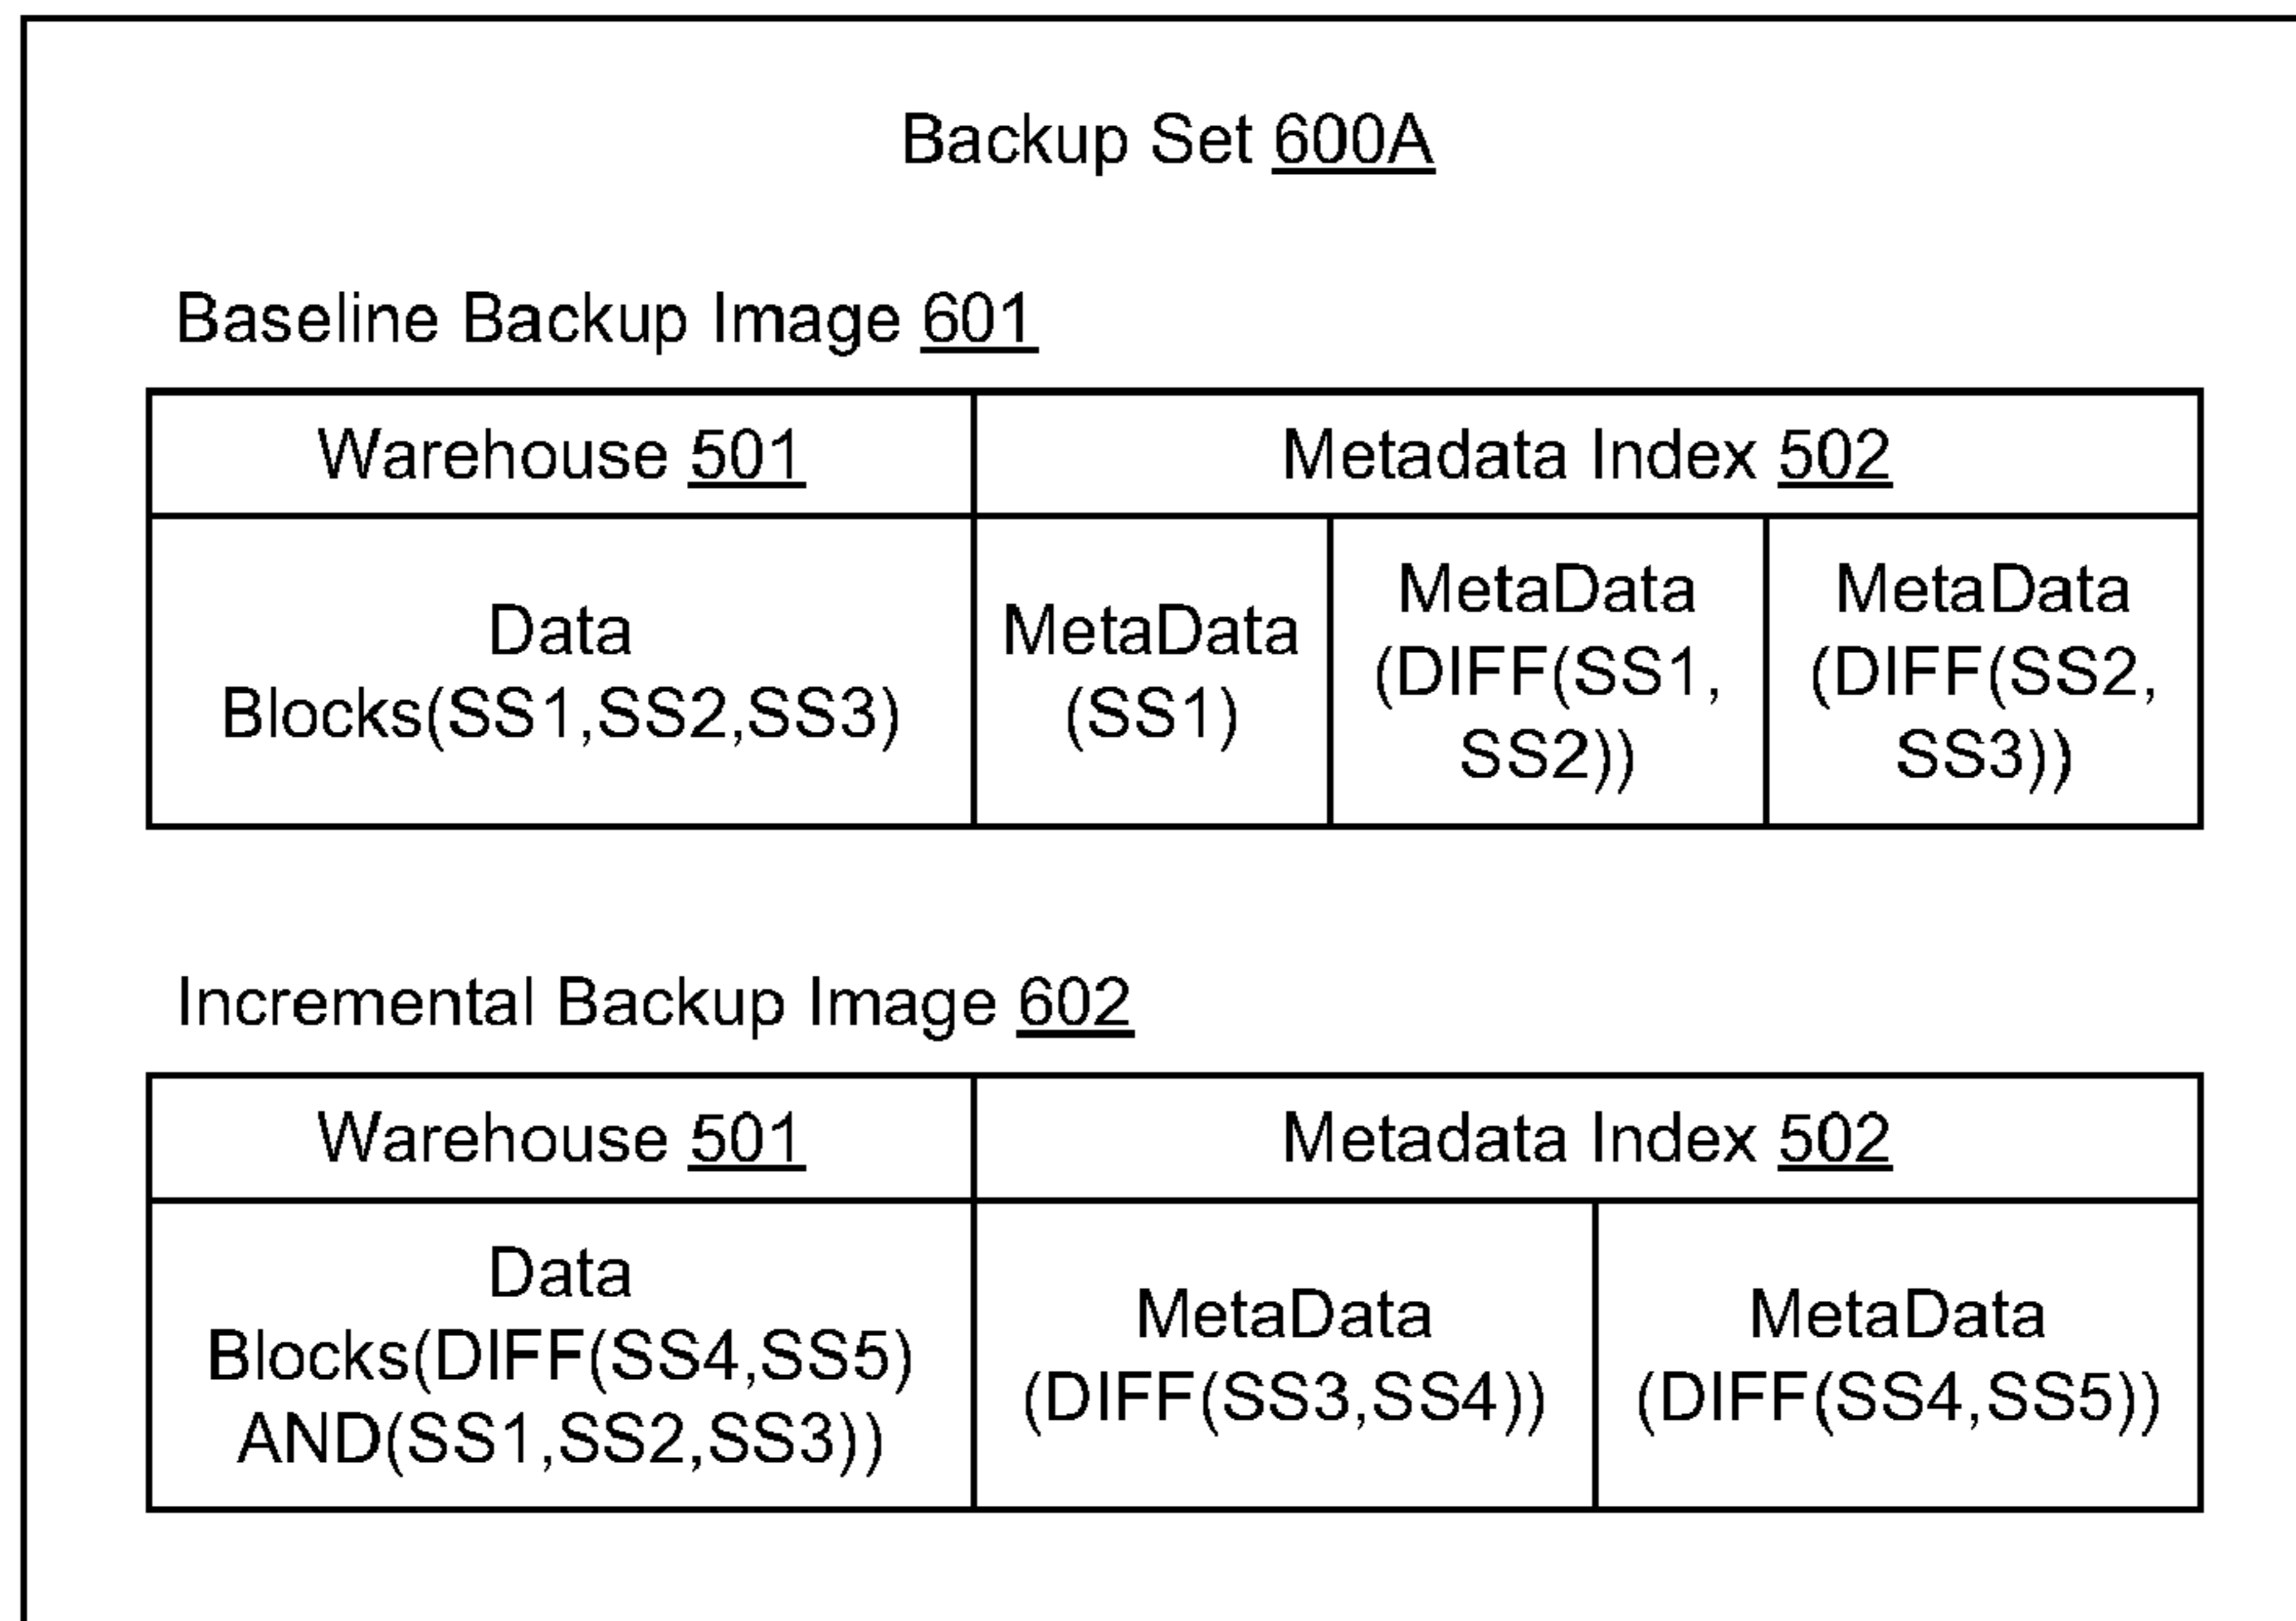 Backup Set 600A
Baseline Backup Image 601
Warehouse 501
Metadata Index 502
Data
Blocks(SS1,SS2,SS3)
MetaData
(SS1)
MetaData
(DIFF(SS1,
SS2))
MetaData
(DIFF(SS2,
SS3))
Incremental Backup Image 602
Warehouse 501
Metadata Index 502
Data
Blocks(DIFF(SS4,SS5)
AND(SS1,SS2,SS3))
MetaData
(DIFF(SS3,SS4))
MetaData
(DIFF(SS4,SS5))